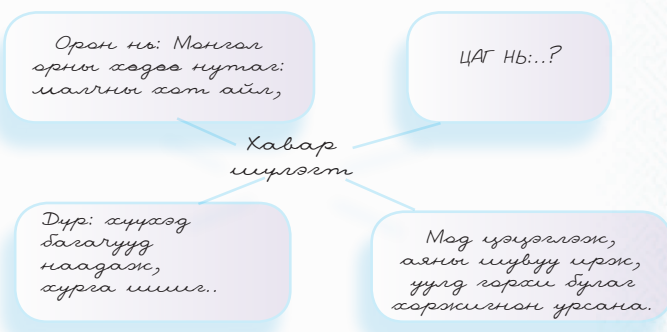 Орон нь: Монгол
орны хөдөө нутаг:
малчны хот айл,
ЦАГ НЬ:..?
Хавар
шүлэгт
Дүр: хүүхэд
багачууд
наадаж,
хурга ишиг..
Мод цэцэглэж,
аяны шувуу ирж,
уулд горхи булаг
хоржигнон урсана.